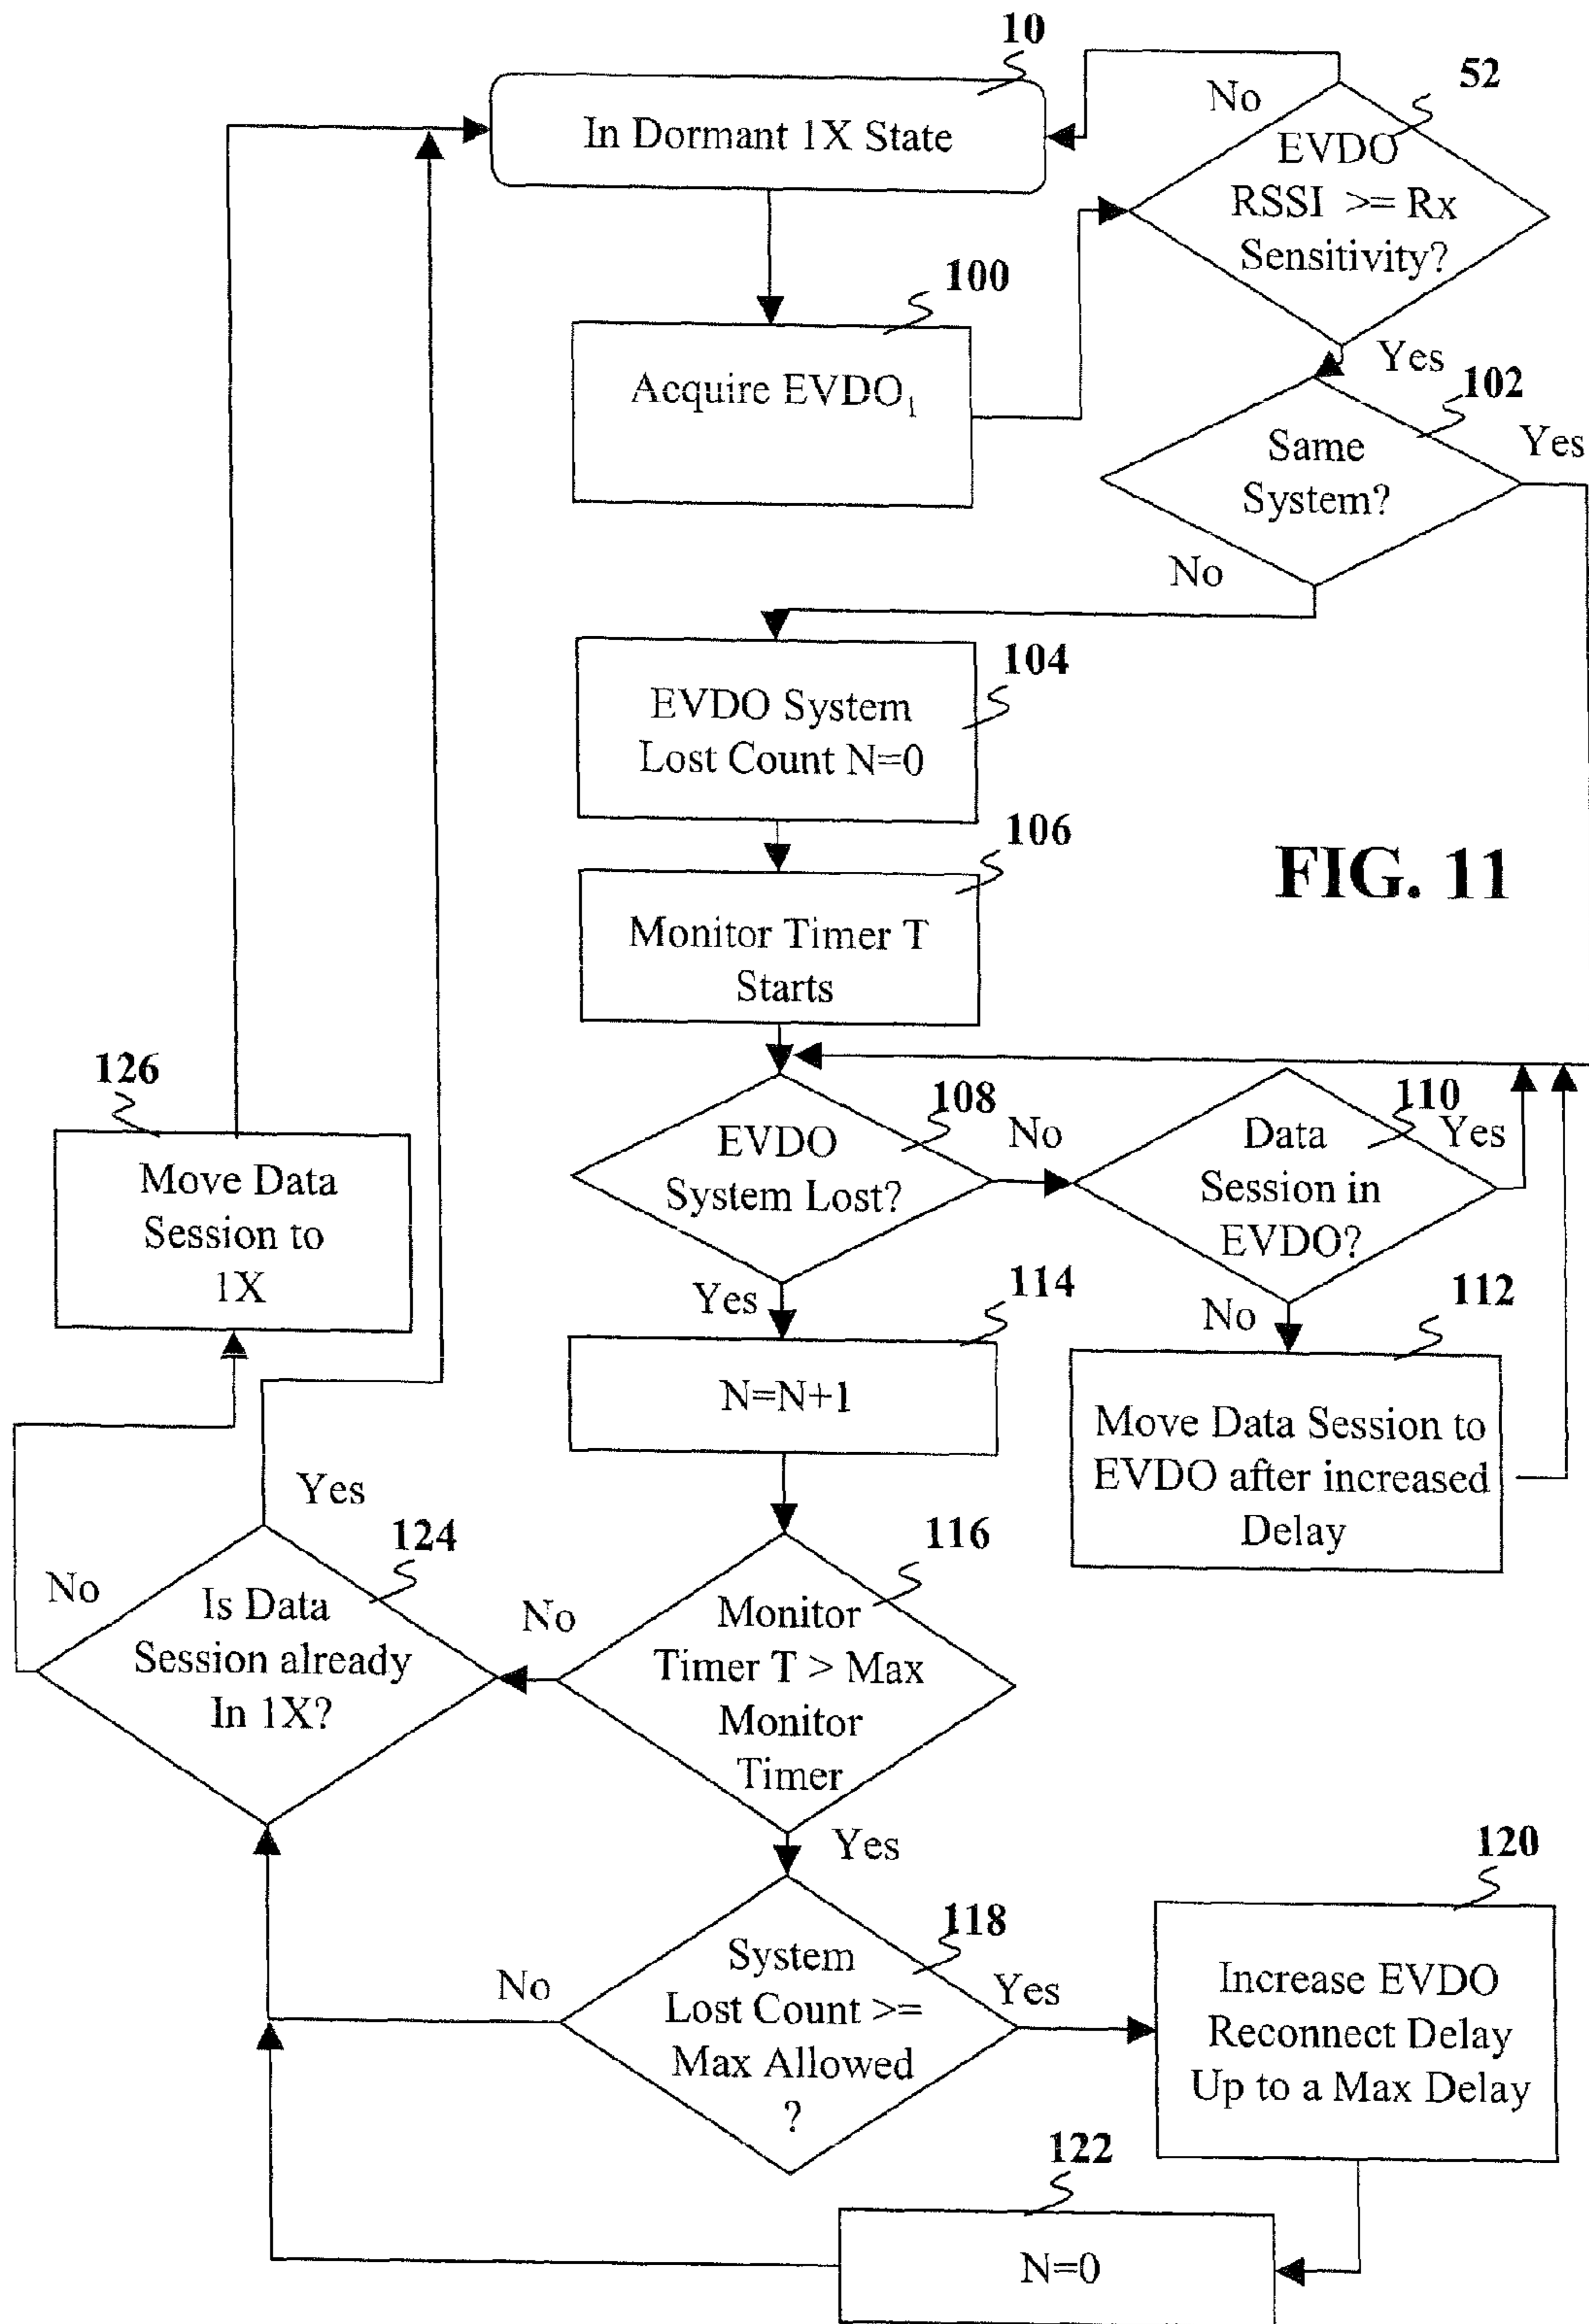 10
In Dormant 1X State
No
52
EVDO
RSSI >= Rx
Sensitivity?
Yes
100
Acquire EVDO₁
102
Same
System?
Yes
No
104
EVDO System
Lost Count N=0
106
Monitor Timer T
Starts
FIG. 11
126
Move Data
Session to
1X
108
EVDO
System Lost?
No
110
Data
Session in
EVDO?
Yes
Yes
114
N=N+1
No
112
Move Data Session to
EVDO after increased
Delay
Yes
124
Is Data
Session already
In 1X?
No
No
116
Monitor
Timer T > Max
Monitor
Timer
Yes
118
System
Lost Count >=
Max Allowed
?
No
Yes
120
Increase EVDO
Reconnect Delay
Up to a Max Delay
122
N=0